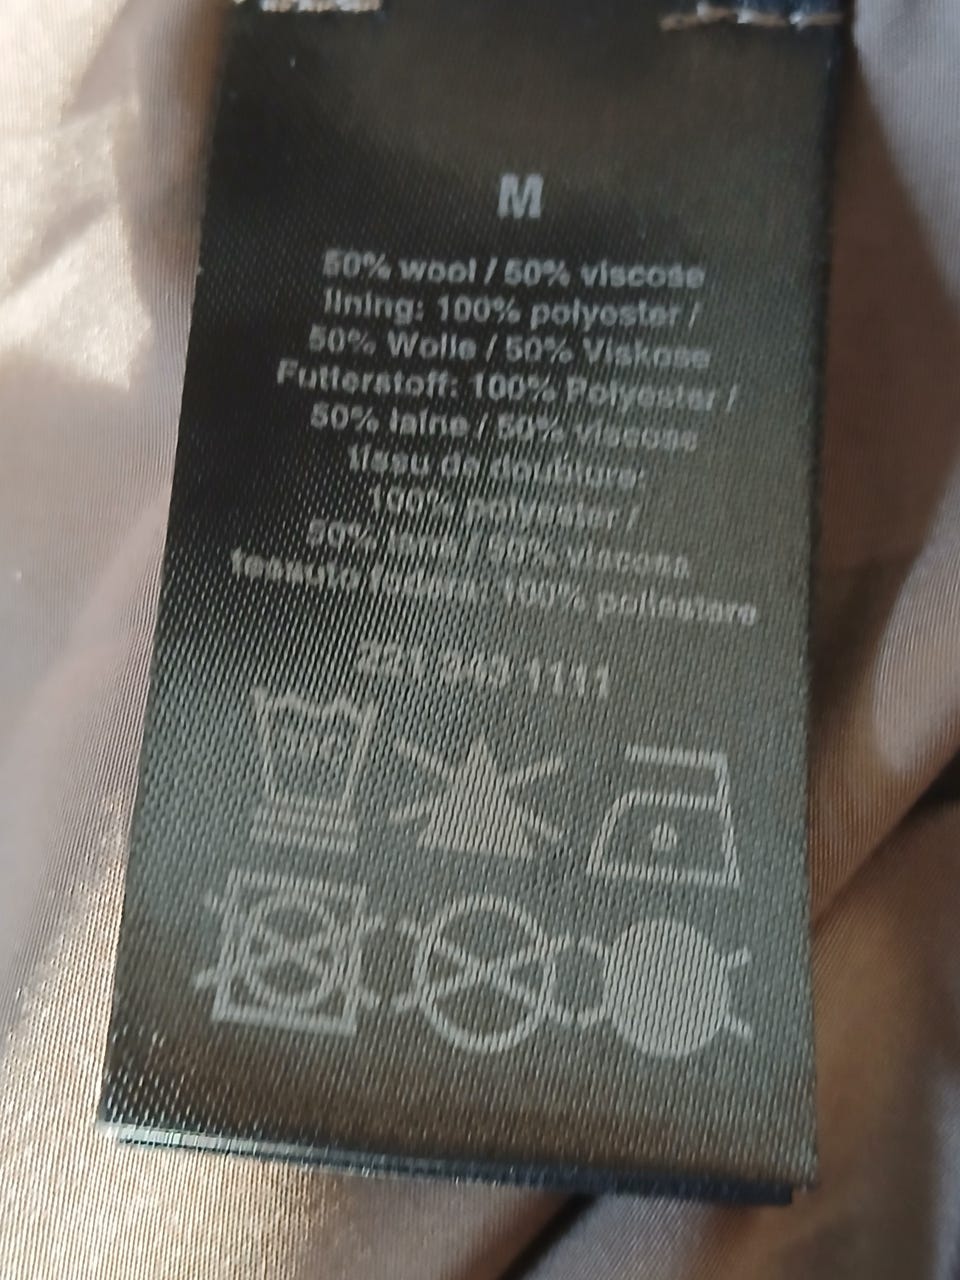 M
50% wool / 50% viscose
lining: 100% polyester /
50% Wolle / 50% Viskose
Futterstoff: 100% Polyester /
50% laine / 50% viscose
tissu de doublure:
100% polyester /
50% lana / 50% viscosa
tessuto fodera: 100% poliestere
1111